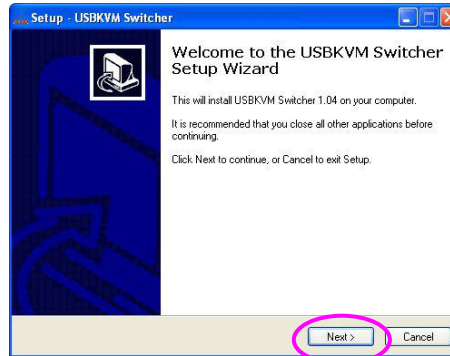 Setup - USBKVM Switcher
Welcome to the USBKVM Switcher
Setup Wizard
This will install USBKVM Switcher 1.04 on your computer.
It is recommended that you close all other applications before
continuing.
Click Next to continue, or Cancel to exit Setup.
Next >
Cancel